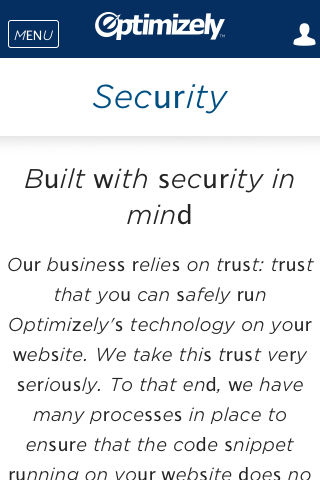 MENU
Optimizely™
Security
Built with security in
mind
Our business relies on trust: trust
that you can safely run
Optimizely's technology on your
website. We take this trust very
seriously. To that end, we have
many processes in place to
ensure that the code snippet
running on your website does no